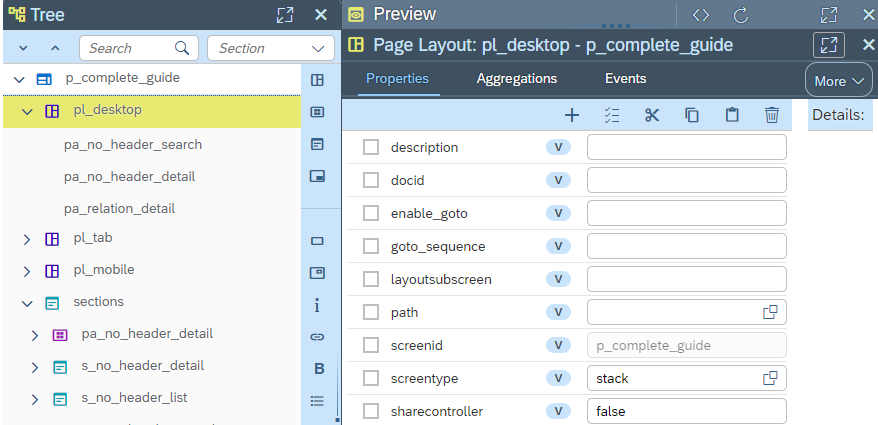 Tree
Search
Section
p_complete_guide
pl_desktop
pa_no_header_search
pa_no_header_detail
pa_relation_detail
pl_tab
pl_mobile
sections
pa_no_header_detail
s_no_header_detail
s_no_header_list
i
B
Preview
Page Layout: pl_desktop - p_complete_guide
Properties
Aggregations
Events
More
Details:
description V
docid V
enable_goto V
goto_sequence V
layoutsubscreen V
path V
screenid V p_complete_guide
screentype V stack
sharecontroller V false